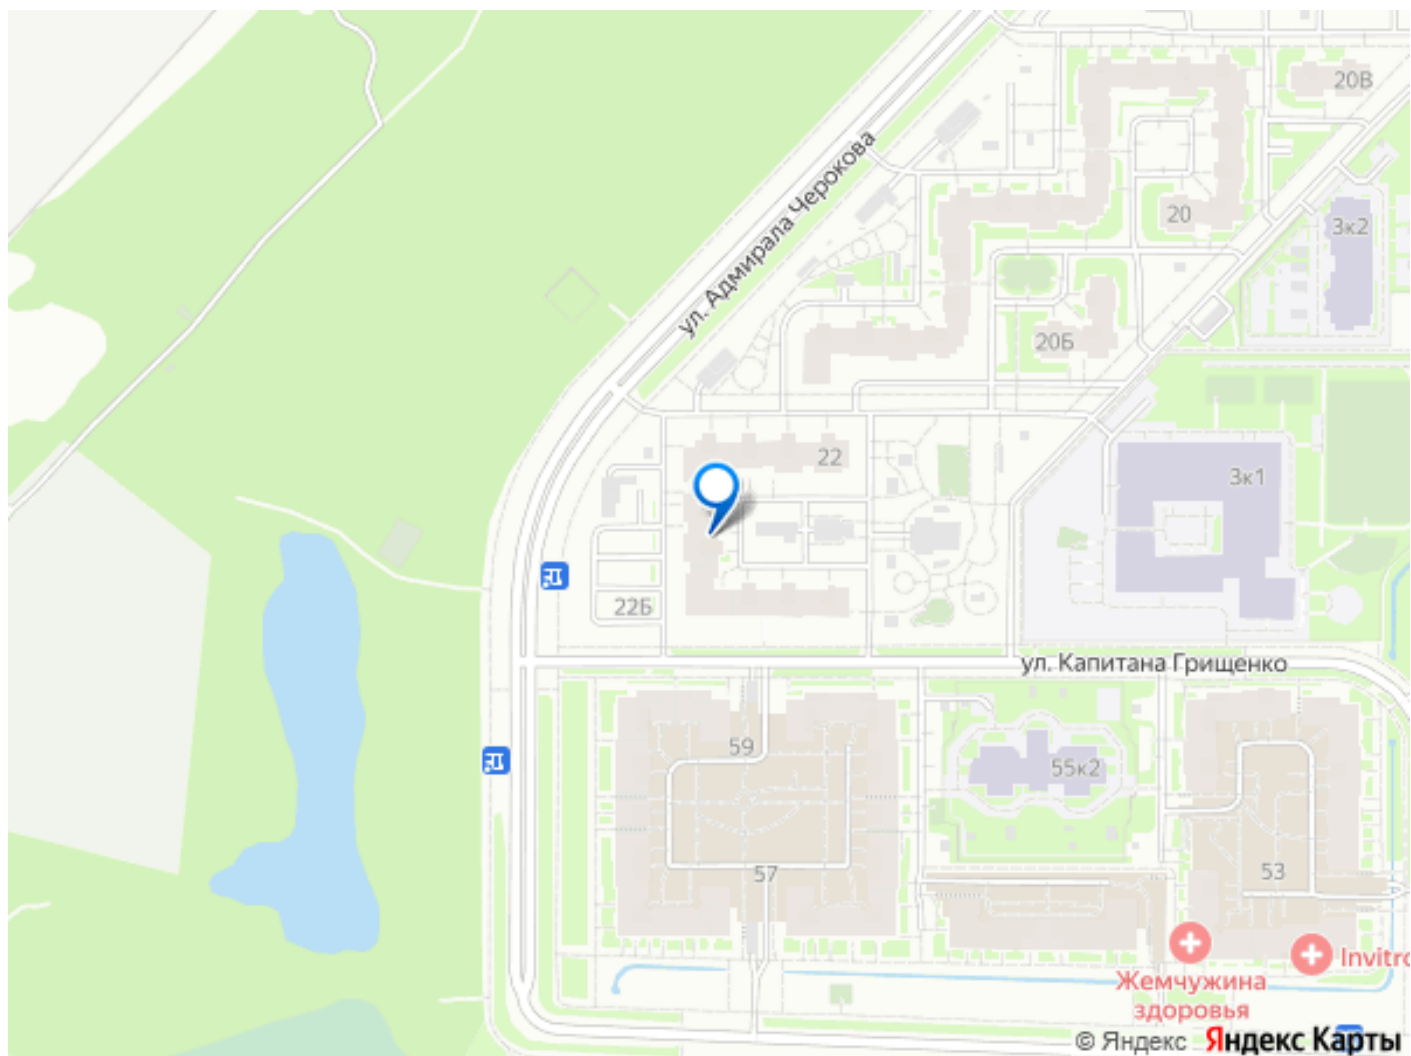 20В
ул. Адмирала Черокова
20
3к2
20Б
22
3к1
22Б
ул. Капитана Грищенко
59
55к2
57
53
Invitro
Жемчужина
здоровья
© Яндекс Яндекс Карты